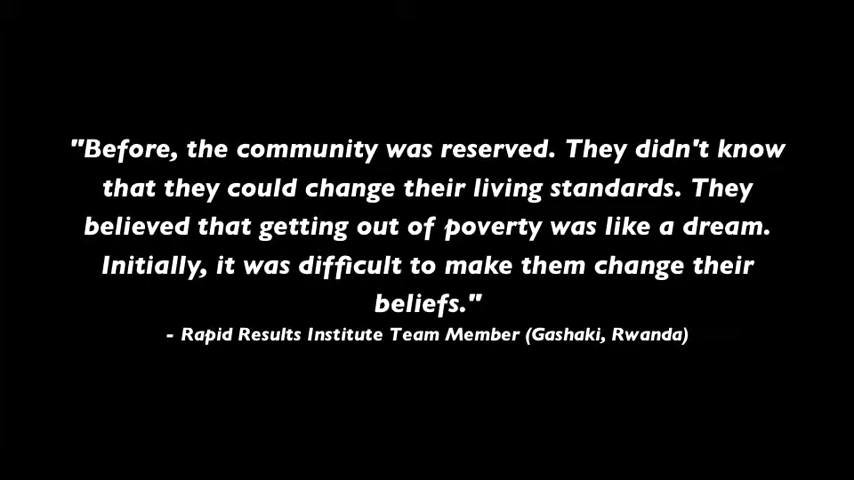 "Before, the community was reserved. They didn't know
that they could change their living standards. They
believed that getting out of poverty was like a dream.
Initially, it was difficult to make them change their
beliefs."
- Rapid Results Institute Team Member (Gashaki, Rwanda)